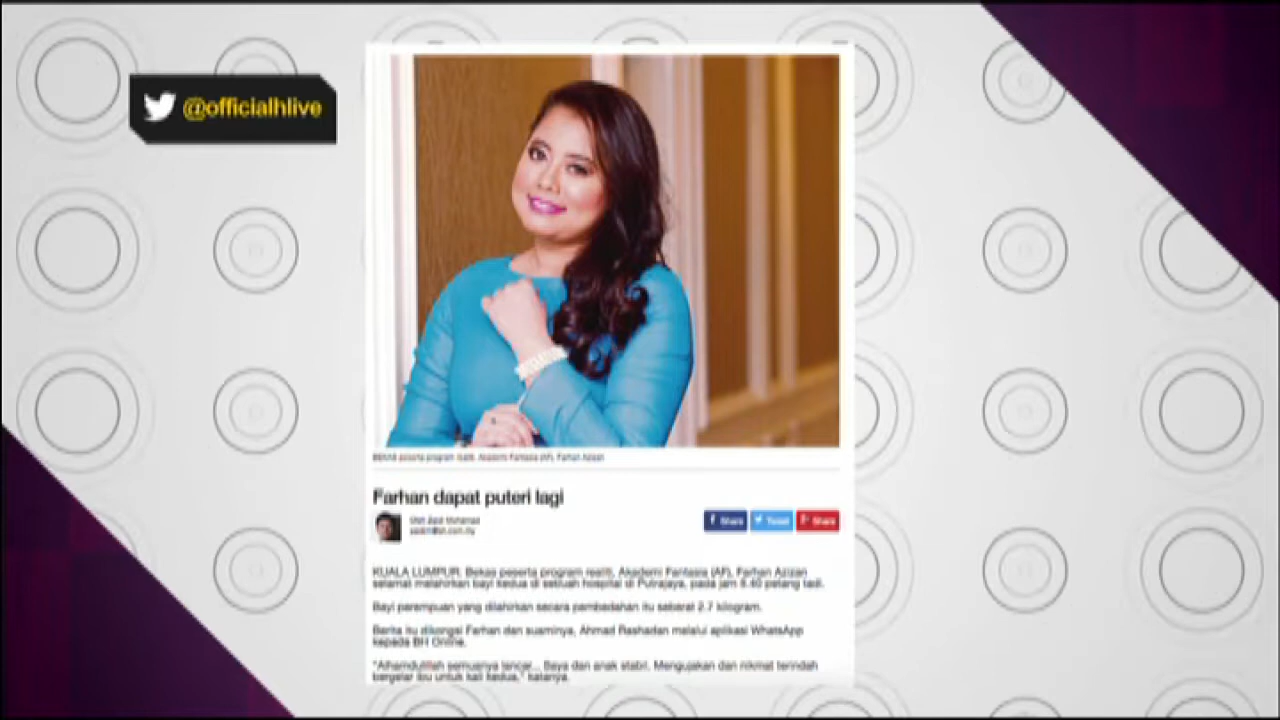 @officialhlive
BEKAS peserta program realiti, Akademi Fantasia (AF), Farhan Azizan
Farhan dapat puteri lagi
Share
Tweet
Share
KUALA LUMPUR: Bekas peserta program realiti, Akademi Fantasia (AF), Farhan Azizan
selamat melahirkan bayi kedua di sebuah hospital di Putrajaya, pada jam 6.40 petang tadi.
Bayi perempuan yang dilahirkan secara pembedahan itu seberat 2.7 kilogram.
Berita itu dikongsi Farhan dan suaminya, Ahmad Rashadan melalui aplikasi WhatsApp
kepada BH Online.
"Alhamdulillah semuanya lancar... Saya dan anak stabil. Mengujakan dan nikmat terindah
bergelar ibu untuk kali kedua," katanya.